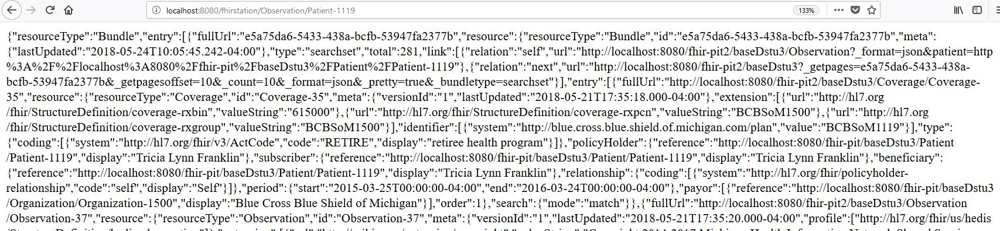 localhost:8080/fhirstation/Observation/Patient-1119 133%
{"resourceType":"Bundle","entry":[{"fullUrl":"e5a75da6-5433-438a-bcfb-53947fa2377b","resource":{"resourceType":"Bundle","id":"e5a75da6-5433-438a-bcfb-53947fa2377b","meta":
{"lastUpdated":"2018-05-24T10:05:45.242-04:00"},"type":"searchset","total":281,"link":[{"relation":"self","url":"http://localhost:8080/fhir-pit2/baseDstu3/Observation?_format=json&patient=http
%3A%2F%2Flocalhost%3A8080%2Ffhir-pit%2FbaseDstu3%2FPatient%2FPatient-1119"},{"relation":"next","url":"http://localhost:8080/fhir-pit2/baseDstu3?_getpages=e5a75da6-5433-438a-
bcfb-53947fa2377b&_getpagesoffset=10&_count=10&_format=json&_pretty=true&_bundletype=searchset"}],"entry":[{"fullUrl":"http://localhost:8080/fhir-pit2/baseDstu3/Coverage/Coverage-
35","resource":{"resourceType":"Coverage","id":"Coverage-35","meta":{"versionId":"1","lastUpdated":"2018-05-21T17:35:18.000-04:00"},"extension":[{"url":"http://hl7.org
/fhir/StructureDefinition/coverage-rxbin","valueString":"615000"},{"url":"http://hl7.org/fhir/StructureDefinition/coverage-rxpcn","valueString":"BCBSoM1500"},{"url":"http://hl7.org
/fhir/StructureDefinition/coverage-rxgroup","valueString":"BCBSoM1500"}],"identifier":[{"system":"http://blue.cross.blue.shield.of.michigan.com/plan","value":"BCBSoM1119"}],"type":
{"coding":[{"system":"http://hl7.org/fhir/v3/ActCode","code":"RETIRE","display":"retiree health program"}]},"policyHolder":{"reference":"http://localhost:8080/fhir-pit/baseDstu3/Patient
/Patient-1119","display":"Tricia Lynn Franklin"},"subscriber":{"reference":"http://localhost:8080/fhir-pit/baseDstu3/Patient/Patient-1119","display":"Tricia Lynn Franklin"},"beneficiary":
{"reference":"http://localhost:8080/fhir-pit/baseDstu3/Patient/Patient-1119","display":"Tricia Lynn Franklin"},"relationship":{"coding":[{"system":"http://hl7.org/fhir/policyholder-
relationship","code":"self","display":"Self"}]},"period":{"start":"2015-03-25T00:00:00-04:00","end":"2016-03-24T00:00:00-04:00"},"payor":[{"reference":"http://localhost:8080/fhir-pit/baseDstu3
/Organization/Organization-1500","display":"Blue Cross Blue Shield of Michigan"}],"order":1},"search":{"mode":"match"}},{"fullUrl":"http://localhost:8080/fhir-pit2/baseDstu3/Observation
/Observation-37","resource":{"resourceType":"Observation","id":"Observation-37","meta":{"versionId":"1","lastUpdated":"2018-05-21T17:35:20.000-04:00","profile":["http://hl7.org/fhir/us/hedis